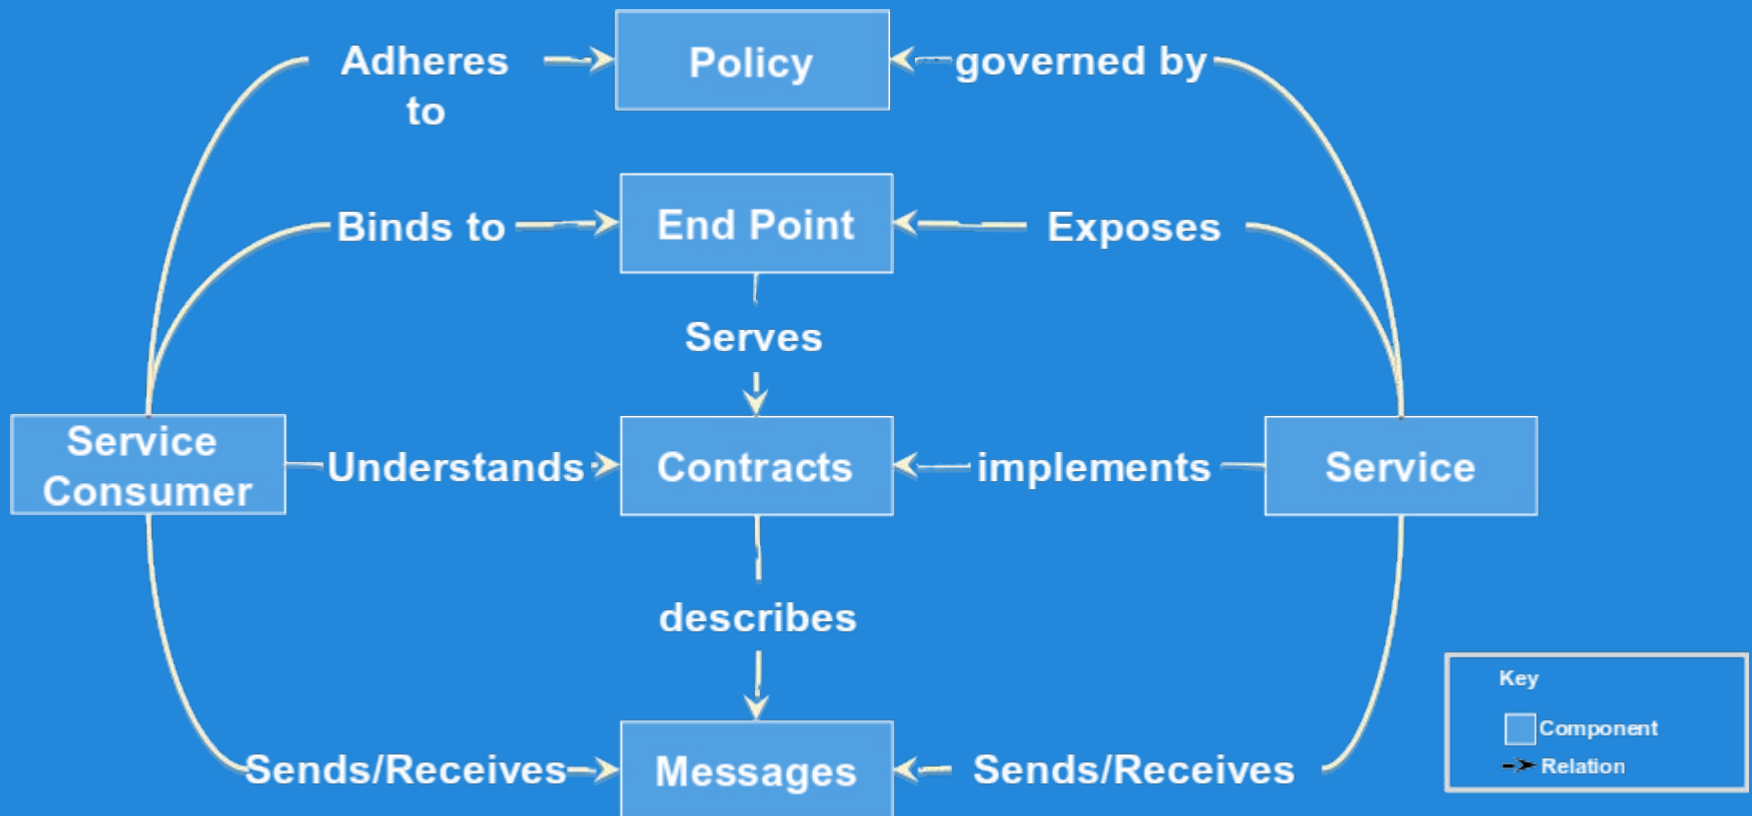 Adheres
to
Policy
governed by
Binds to
End Point
Exposes
Serves
Service
Consumer
Understands
Contracts
implements
Service
describes
Sends/Receives
Messages
Sends/Receives
Key
Component
Relation